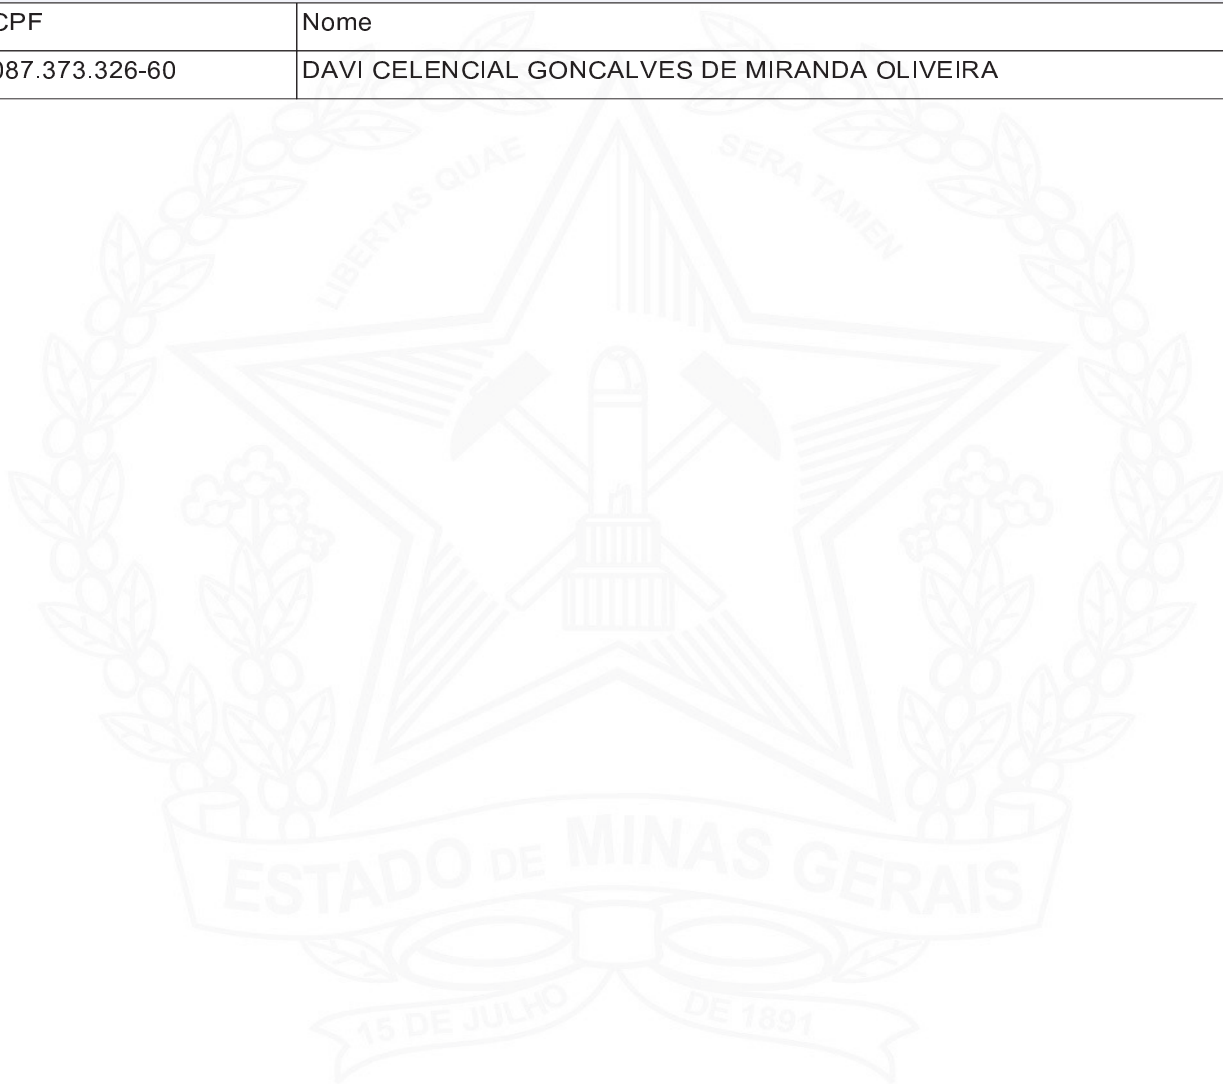 CPF Nome
087.373.326-60 DAVI CELENCIAL GONCALVES DE MIRANDA OLIVEIRA
LIBERTAS QUAE SERA TAMEN
ESTADO DE MINAS GERAIS
15 DE JULHO DE 1891